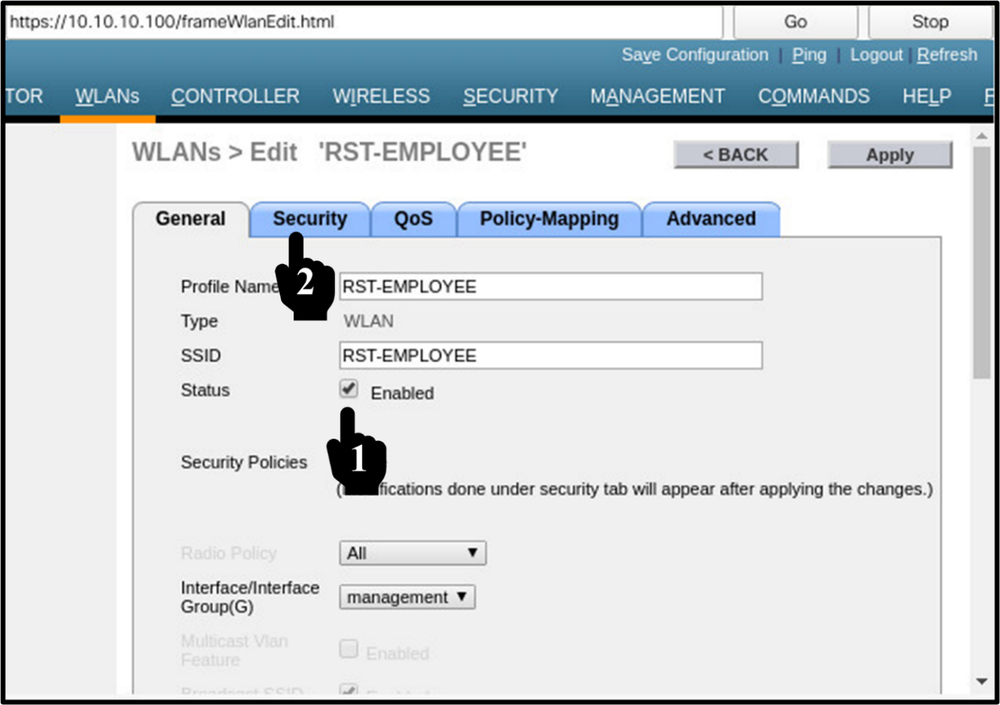 https://10.10.10.100/frameWlanEdit.html Go Stop
Save Configuration | Ping | Logout | Refresh
TOR WLANs CONTROLLER WIRELESS SECURITY MANAGEMENT COMMANDS HELP F
WLANs > Edit 'RST-EMPLOYEE' < BACK Apply
General Security QoS Policy-Mapping Advanced
2
Profile Name RST-EMPLOYEE
Type WLAN
SSID RST-EMPLOYEE
Status Enabled
1
Security Policies
done under security tab will appear after applying the changes.)
Radio Policy All
Interface/Interface
Group(G) management
Multicast Vlan
Feature Enabled
Broadcast SSID